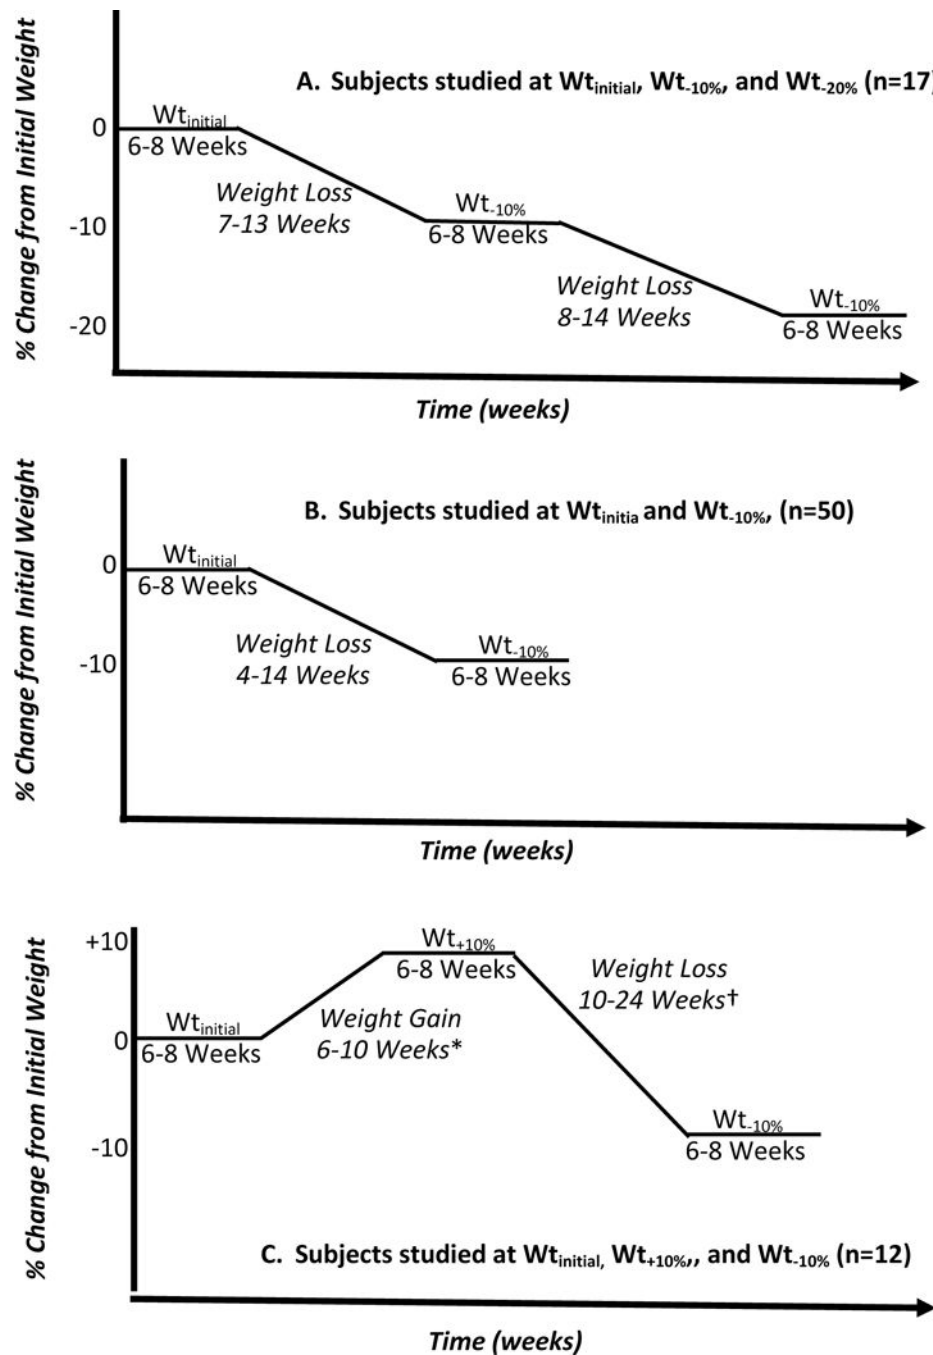 % Change from Initial Weight
A. Subjects studied at Wtinitial, Wt-10%, and Wt-20% (n=17)
0
Wtinitial
6-8 Weeks
Weight Loss
7-13 Weeks
-10
Wt-10%
6-8 Weeks
Weight Loss
8-14 Weeks
-20
Wt-10%
6-8 Weeks
Time (weeks)
% Change from Initial Weight
B. Subjects studied at Wtinitia and Wt-10%, (n=50)
0
Wtinitial
6-8 Weeks
Weight Loss
4-14 Weeks
-10
Wt-10%
6-8 Weeks
Time (weeks)
% Change from Initial Weight
+10
Wt+10%
6-8 Weeks
Weight Loss
10-24 Weeks†
0
Wtinitial
6-8 Weeks
Weight Gain
6-10 Weeks*
-10
Wt-10%
6-8 Weeks
C. Subjects studied at Wtinitial, Wt+10%,, and Wt-10% (n=12)
Time (weeks)